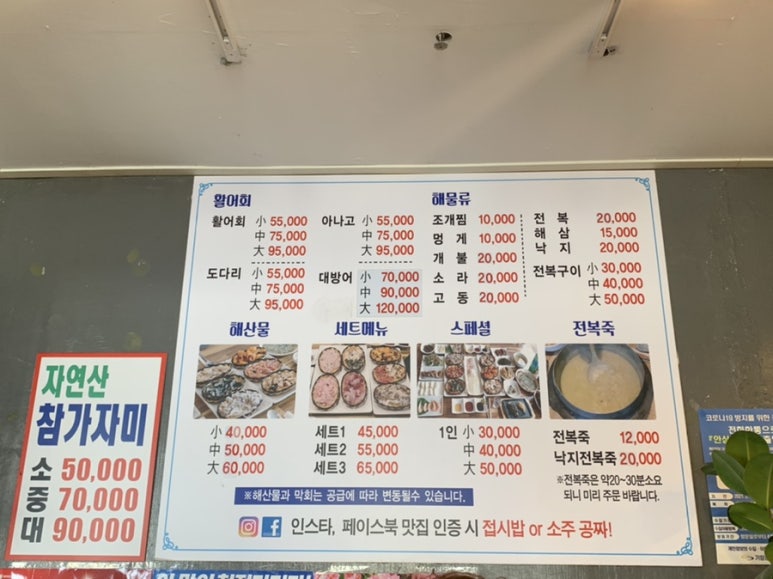 활어회
활어회 小 55,000
中 75,000
大 95,000
아나고 小 55,000
中 75,000
大 95,000
도다리 小 55,000
中 75,000
大 95,000
대방어 小 70,000
中 90,000
大 120,000
해물류
조개찜 10,000
멍게 10,000
개불 20,000
소라 20,000
고동 20,000
전복 20,000
해삼 15,000
낙지 20,000
전복구이 小 30,000
中 40,000
大 50,000
해산물
小 40,000
中 50,000
大 60,000
세트메뉴
세트1 45,000
세트2 55,000
세트3 65,000
스페셜
1인 小 30,000
中 40,000
大 50,000
전복죽
전복죽 12,000
낙지전복죽 20,000
※전복죽은 약20~30분소요
되니 미리 주문 바랍니다.
※해산물과 막회는 공급에 따라 변동될수 있습니다.
인스타, 페이스북 맛집 인증 시 접시밥 or 소주 공짜!
자연산
참가자미
소 50,000
중 70,000
대 90,000
코로나19 방지를 위한